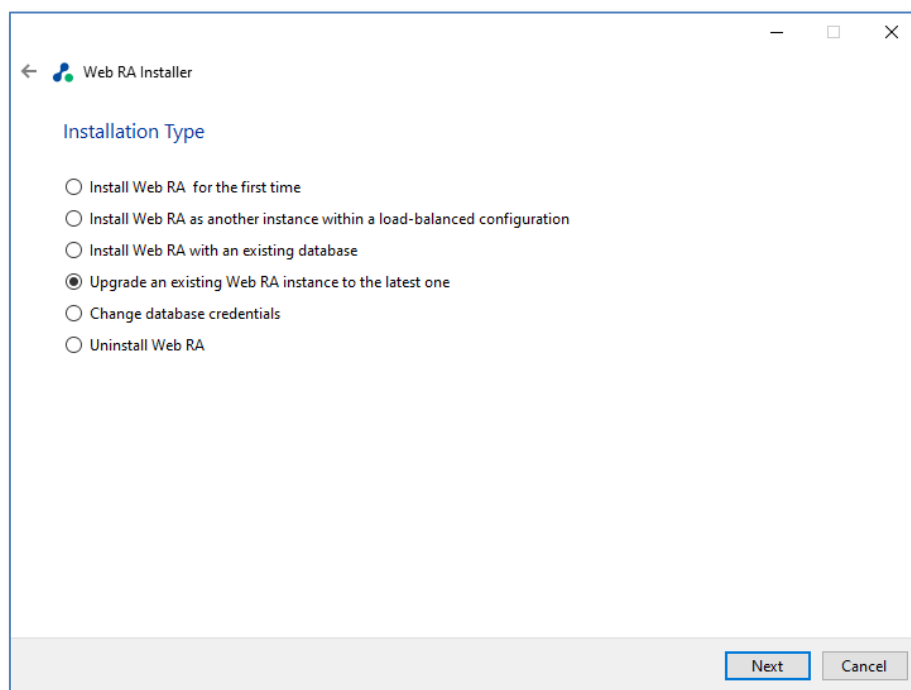 Web RA Installer
Installation Type
Install Web RA for the first time
Install Web RA as another instance within a load-balanced configuration
Install Web RA with an existing database
Upgrade an existing Web RA instance to the latest one
Change database credentials
Uninstall Web RA
Next Cancel